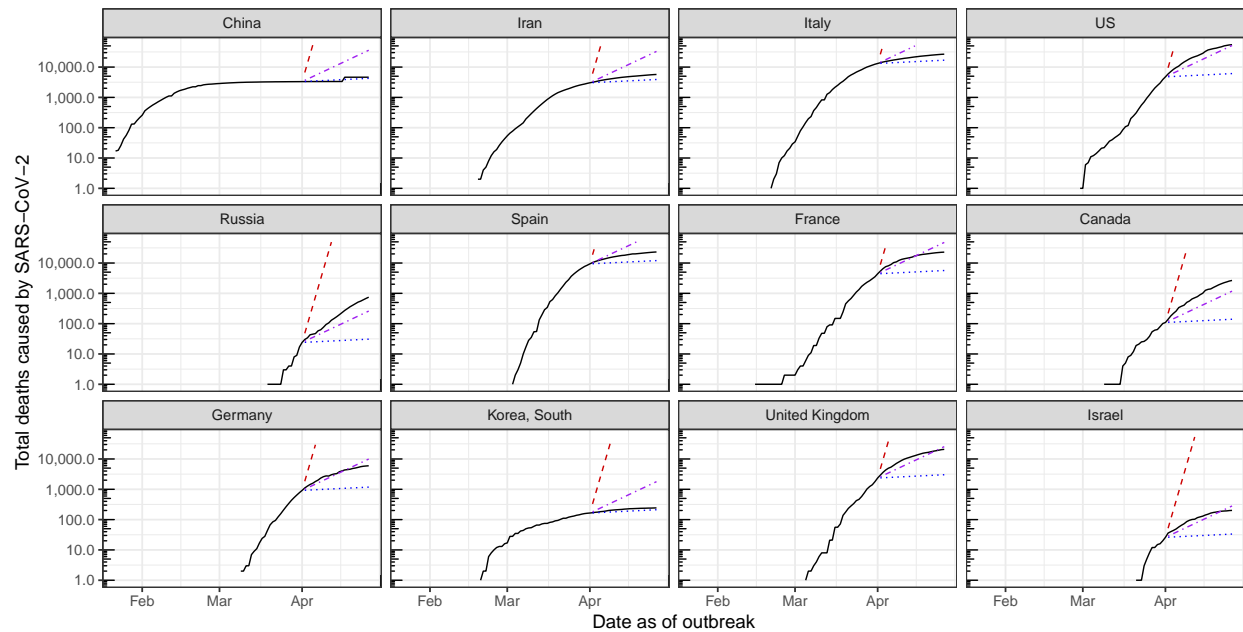 Total deaths caused by SARS−CoV−2
China
Iran
Italy
US
10,000.0
1,000.0
100.0
10.0
1.0
Russia
Spain
France
Canada
10,000.0
1,000.0
100.0
10.0
1.0
Germany
Korea, South
United Kingdom
Israel
10,000.0
1,000.0
100.0
10.0
1.0
Feb Mar Apr Feb Mar Apr Feb Mar Apr Feb Mar Apr
Date as of outbreak